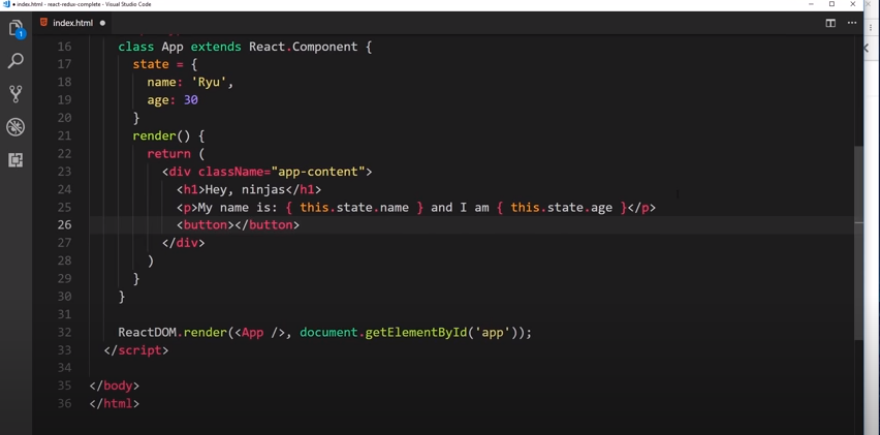 index.html - react-redux-complete - Visual Studio Code
index.html
1
16 class App extends React.Component {
17 state = {
18 name: 'Ryu',
19 age: 30
20 }
21 render() {
22 return (
23 <div className="app-content">
24 <h1>Hey, ninjas</h1>
25 <p>My name is: { this.state.name } and I am { this.state.age }</p>
26 <button></button>
27 </div>
28 )
29 }
30 }
31
32 ReactDOM.render(<App />, document.getElementById('app'));
33 </script>
34
35 </body>
36 </html>